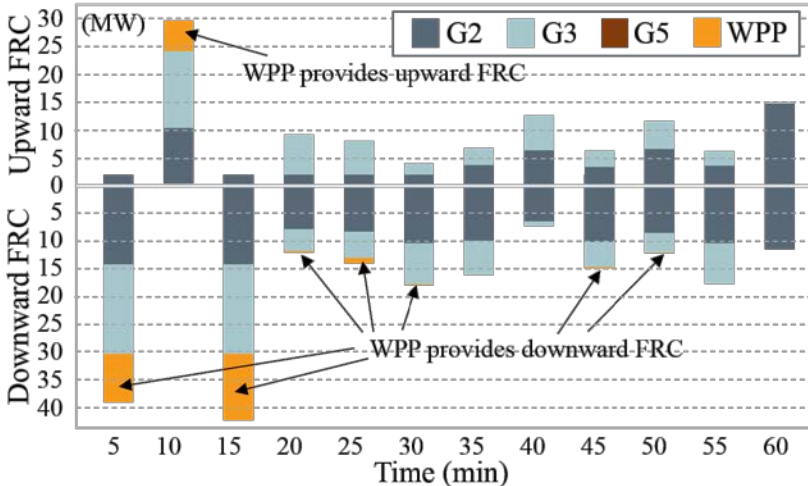 30
(MW)
G2
G3
G5
WPP
25
WPP provides upward FRC
20
15
10
5
0
Upward FRC
5
10
15
20
25
30
WPP provides downward FRC
35
40
Downward FRC
5 10 15 20 25 30 35 40 45 50 55 60
Time (min)